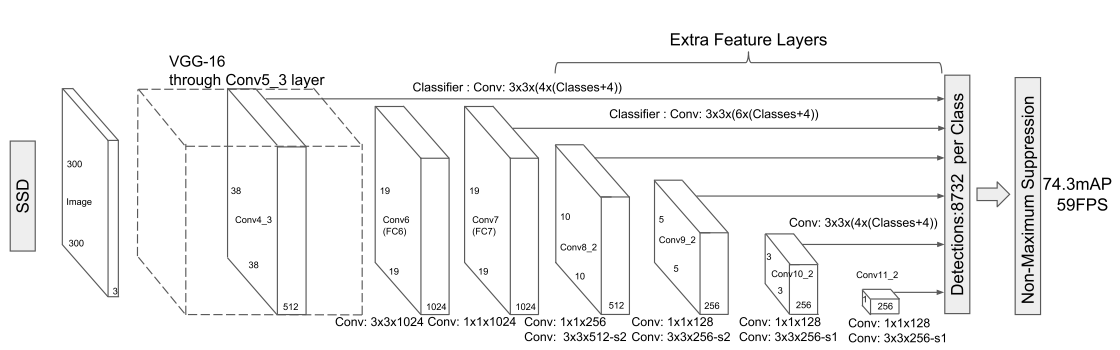 Extra Feature Layers
VGG-16
through Conv5_3 layer
Classifier : Conv: 3x3x(4x(Classes+4))
Classifier : Conv: 3x3x(6x(Classes+4))
SSD
300
Image
300
3
38
Conv4_3
38
512
19
Conv6
(FC6)
19
1024
19
Conv7
(FC7)
19
1024
10
Conv8_2
10
512
5
Conv9_2
5
256
Conv: 3x3x(4x(Classes+4))
3
Conv10_2
3
256
Conv11_2
1
256
Detections:8732 per Class
Non-Maximum Suppression
74.3mAP
59FPS
Conv: 3x3x1024
Conv: 1x1x1024
Conv: 1x1x256
Conv: 3x3x512-s2
Conv: 1x1x128
Conv: 3x3x256-s2
Conv: 1x1x128
Conv: 3x3x256-s1
Conv: 1x1x128
Conv: 3x3x256-s1